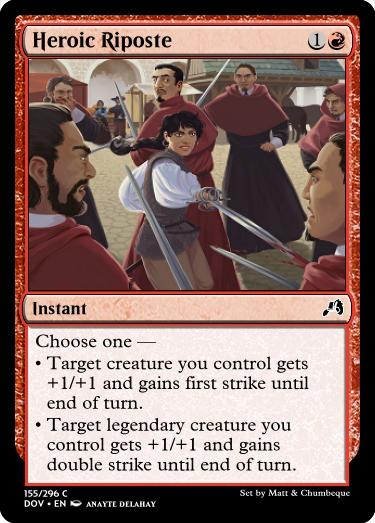 Heroic Riposte 1
Instant
Choose one —
• Target creature you control gets
+1/+1 and gains first strike until
end of turn.
• Target legendary creature you
control gets +1/+1 and gains
double strike until end of turn.
155/296 C
DOV • EN ANAYTE DELAHAY
Set by Matt & Chumbeque